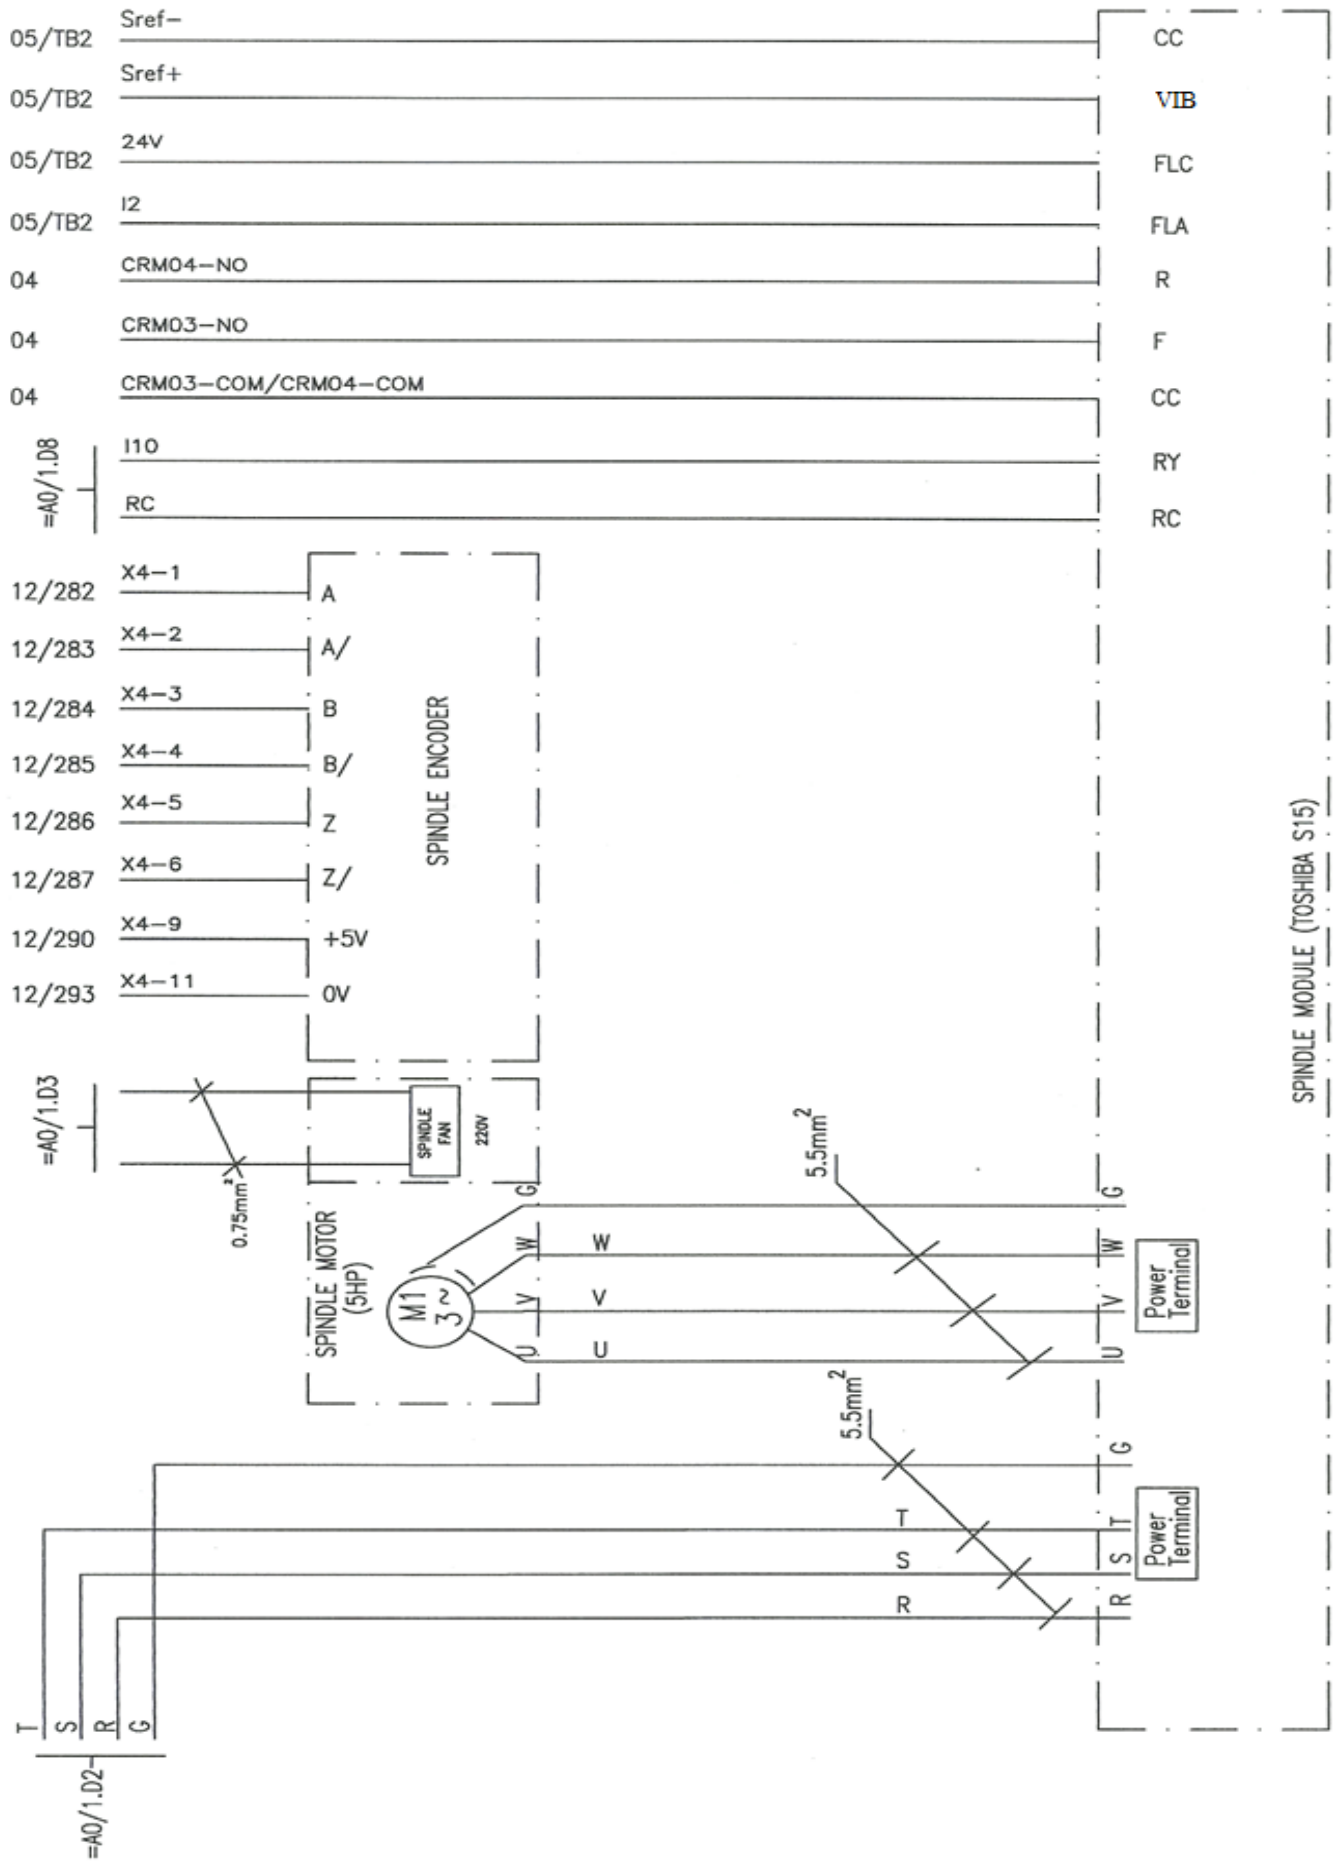 Sref-
05/TB2
CC
Sref+
05/TB2
VIB
24V
05/TB2
FLC
I2
05/TB2
FLA
CRM04-NO
04
R
CRM03-NO
04
F
CRM03-COM/CRM04-COM
04
CC
=A0/1.D8
I10
RY
RC
RC
X4-1
12/282
A
X4-2
12/283
A/
X4-3
12/284
B
X4-4
12/285
B/
X4-5
12/286
Z
X4-6
12/287
Z/
X4-9
12/290
+5V
X4-11
12/293
0V
SPINDLE ENCODER
SPINDLE MODULE (TOSHIBA S15)
=A0/1.D3
0.75mm²
SPINDLE
FAN
220V
SPINDLE MOTOR
(5HP)
M1
3~
G
W
V
U
W
V
U
5.5mm²
G
W
V
U
Power
Terminal
5.5mm²
T
S
R
G
T
S
R
Power
Terminal
T
S
R
G
=A0/1.D2-